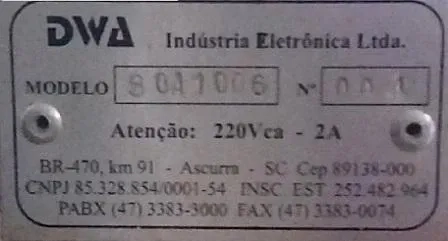 DWA Indústria Eletrônica Ltda.
MODELO 80A1006 Nº 001
Atenção: 220Vca - 2A
BR-470, km 91 - Ascurra - SC Cep 89138-000
CNPJ 85.328.854/0001-54 INSC EST 252.482.964
PABX (47) 3383-3000 FAX (47) 3383-0074